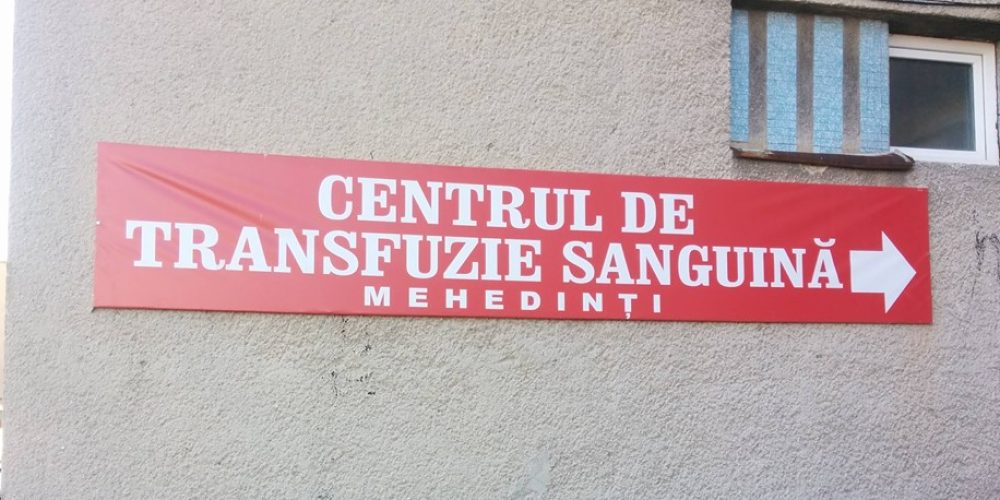 CENTRUL DE
TRANSFUZIE SANGUINĂ
MEHEDINȚI